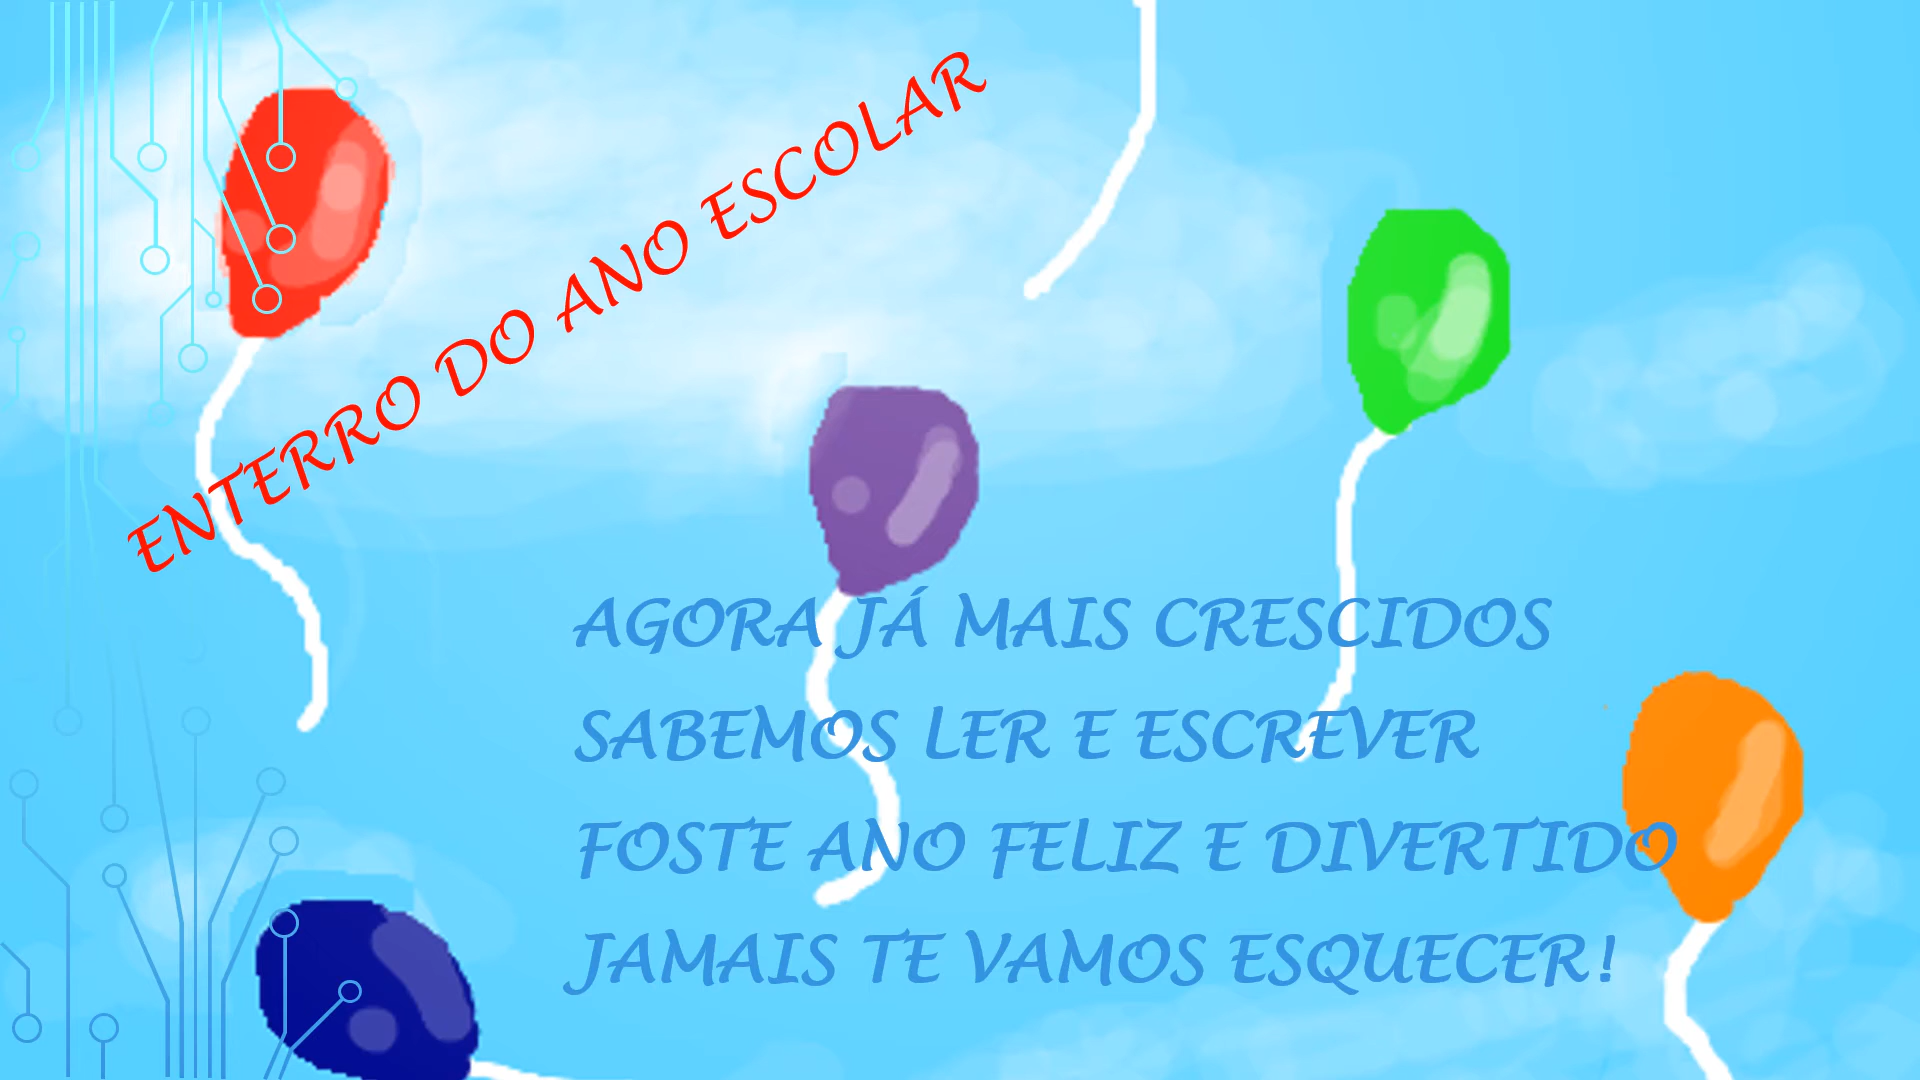 ENTERRO DO ANO ESCOLAR
AGORA JÁ MAIS CRESCIDOS
SABEMOS LER E ESCREVER
FOSTE ANO FELIZ E DIVERTIDO
JAMAIS TE VAMOS ESQUECER!